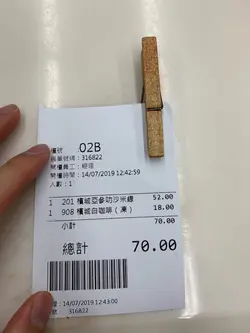 檯號 : 02B
帳單號碼 : 316822
開檯員工 :
開檯時間 : 14/07/2019 12:42:59
人數 : 1
1 201 檳城亞參叻沙米線 52.00
1 908 檳城白咖啡 (凍) 18.00
小計 70.00
總計 70.00
: 14/07/2019 12:43:00
316822